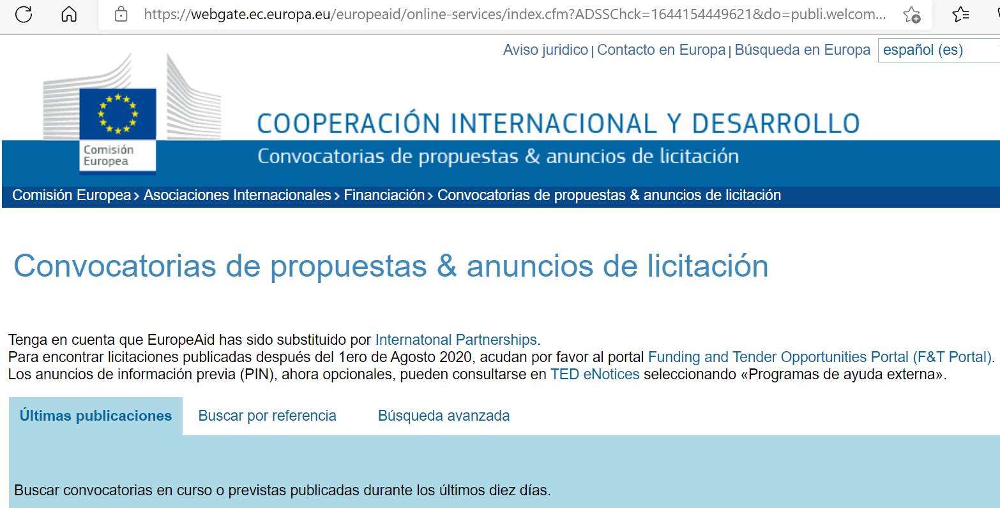 https://webgate.ec.europa.eu/europeaid/online-services/index.cfm?ADSSChck=1644154449621&do=publi.welcom...
Aviso juridico | Contacto en Europa | Búsqueda en Europa español (es)
COOPERACIÓN INTERNACIONAL Y DESARROLLO
Convocatorias de propuestas & anuncios de licitación
Comisión
Europea
Comisión Europea > Asociaciones Internacionales > Financiación > Convocatorias de propuestas & anuncios de licitación
Convocatorias de propuestas & anuncios de licitación
Tenga en cuenta que EuropeAid has sido substituido por Internatonal Partnerships.
Para encontrar licitaciones publicadas después del 1ero de Agosto 2020, acudan por favor al portal Funding and Tender Opportunities Portal (F&T Portal).
Los anuncios de información previa (PIN), ahora opcionales, pueden consultarse en TED eNotices seleccionando «Programas de ayuda externa».
Últimas publicaciones Buscar por referencia Búsqueda avanzada
Buscar convocatorias en curso o previstas publicadas durante los últimos diez días.